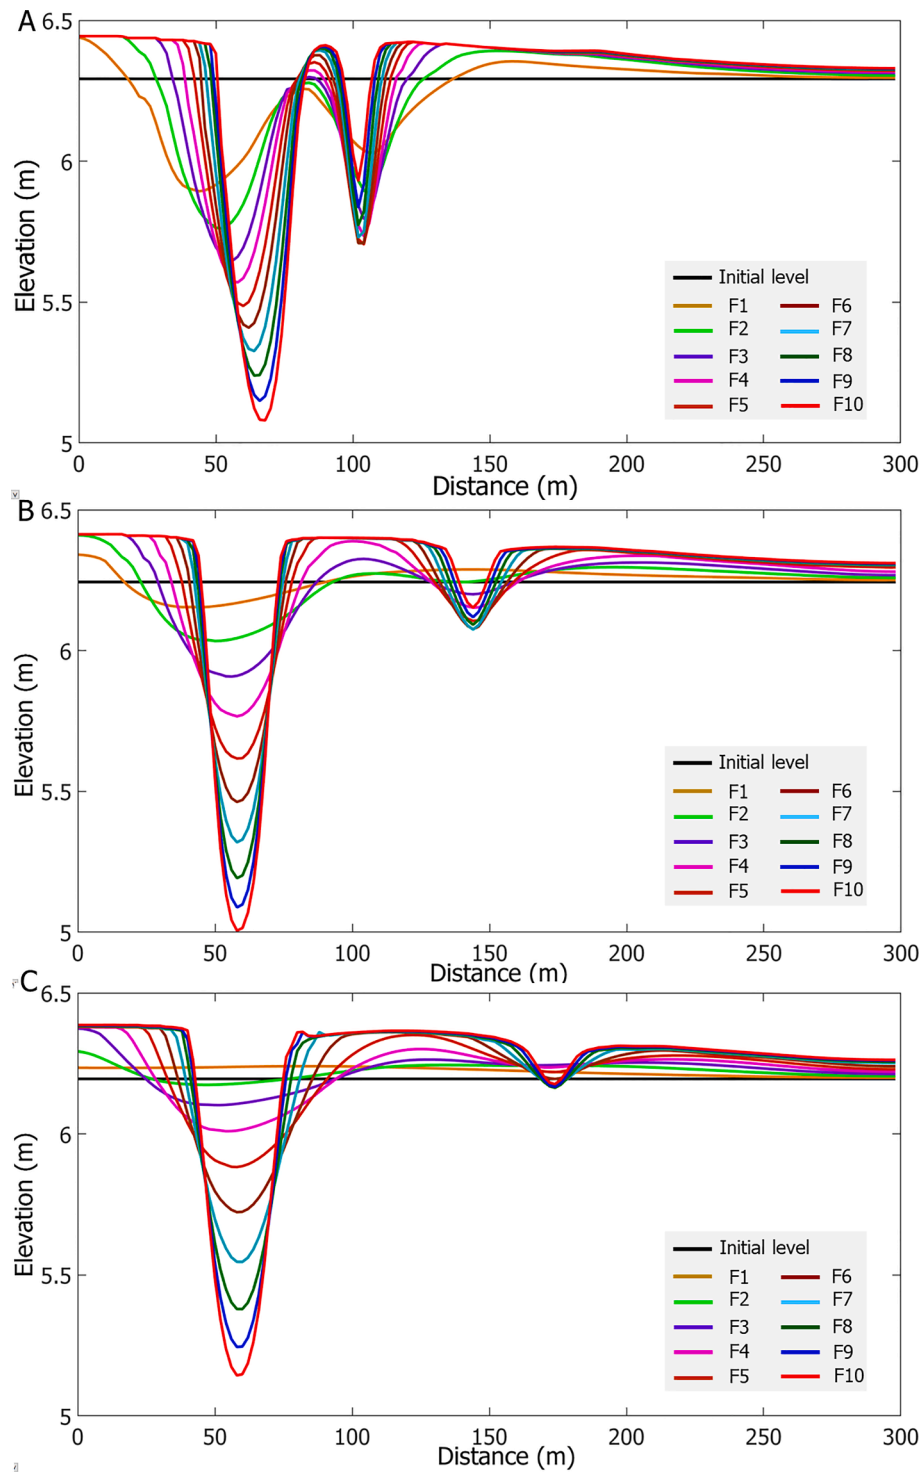 A
6.5
6
5.5
5
Elevation (m)
Initial level
F1 F6
F2 F7
F3 F8
F4 F9
F5 F10
0 50 100 150 200 250 300
Distance (m)
B
6.5
6
5.5
5
Elevation (m)
Initial level
F1 F6
F2 F7
F3 F8
F4 F9
F5 F10
0 50 100 150 200 250 300
Distance (m)
C
6.5
6
5.5
5
Elevation (m)
Initial level
F1 F6
F2 F7
F3 F8
F4 F9
F5 F10
0 50 100 150 200 250 300
Distance (m)